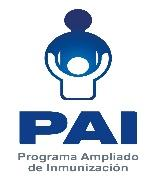 PAI
Programa Ampliado
de Inmunización